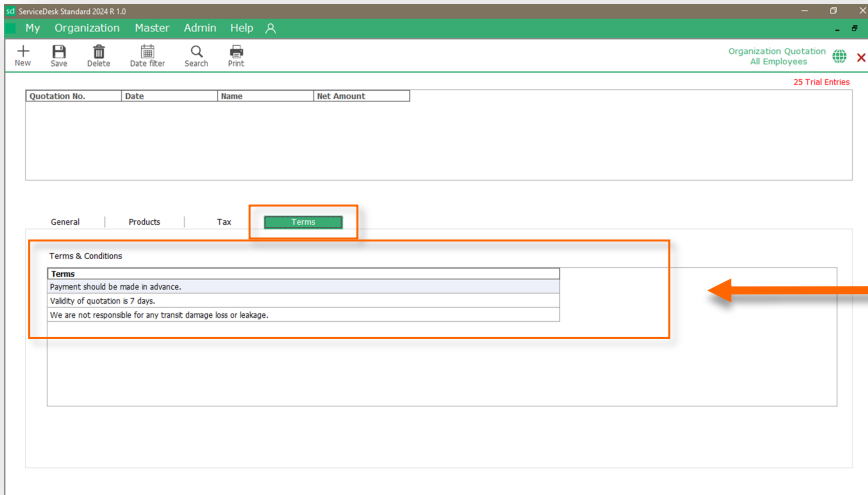 sd ServiceDesk Standard 2024 R 1.0
My Organization Master Admin Help
New Save Delete Date filter Search Print
Organization Quotation
All Employees
25 Trial Entries
Quotation No. Date Name Net Amount
General Products Tax Terms
Terms & Conditions
Terms
Payment should be made in advance.
Validity of quotation is 7 days.
We are not responsible for any transit damage loss or leakage.